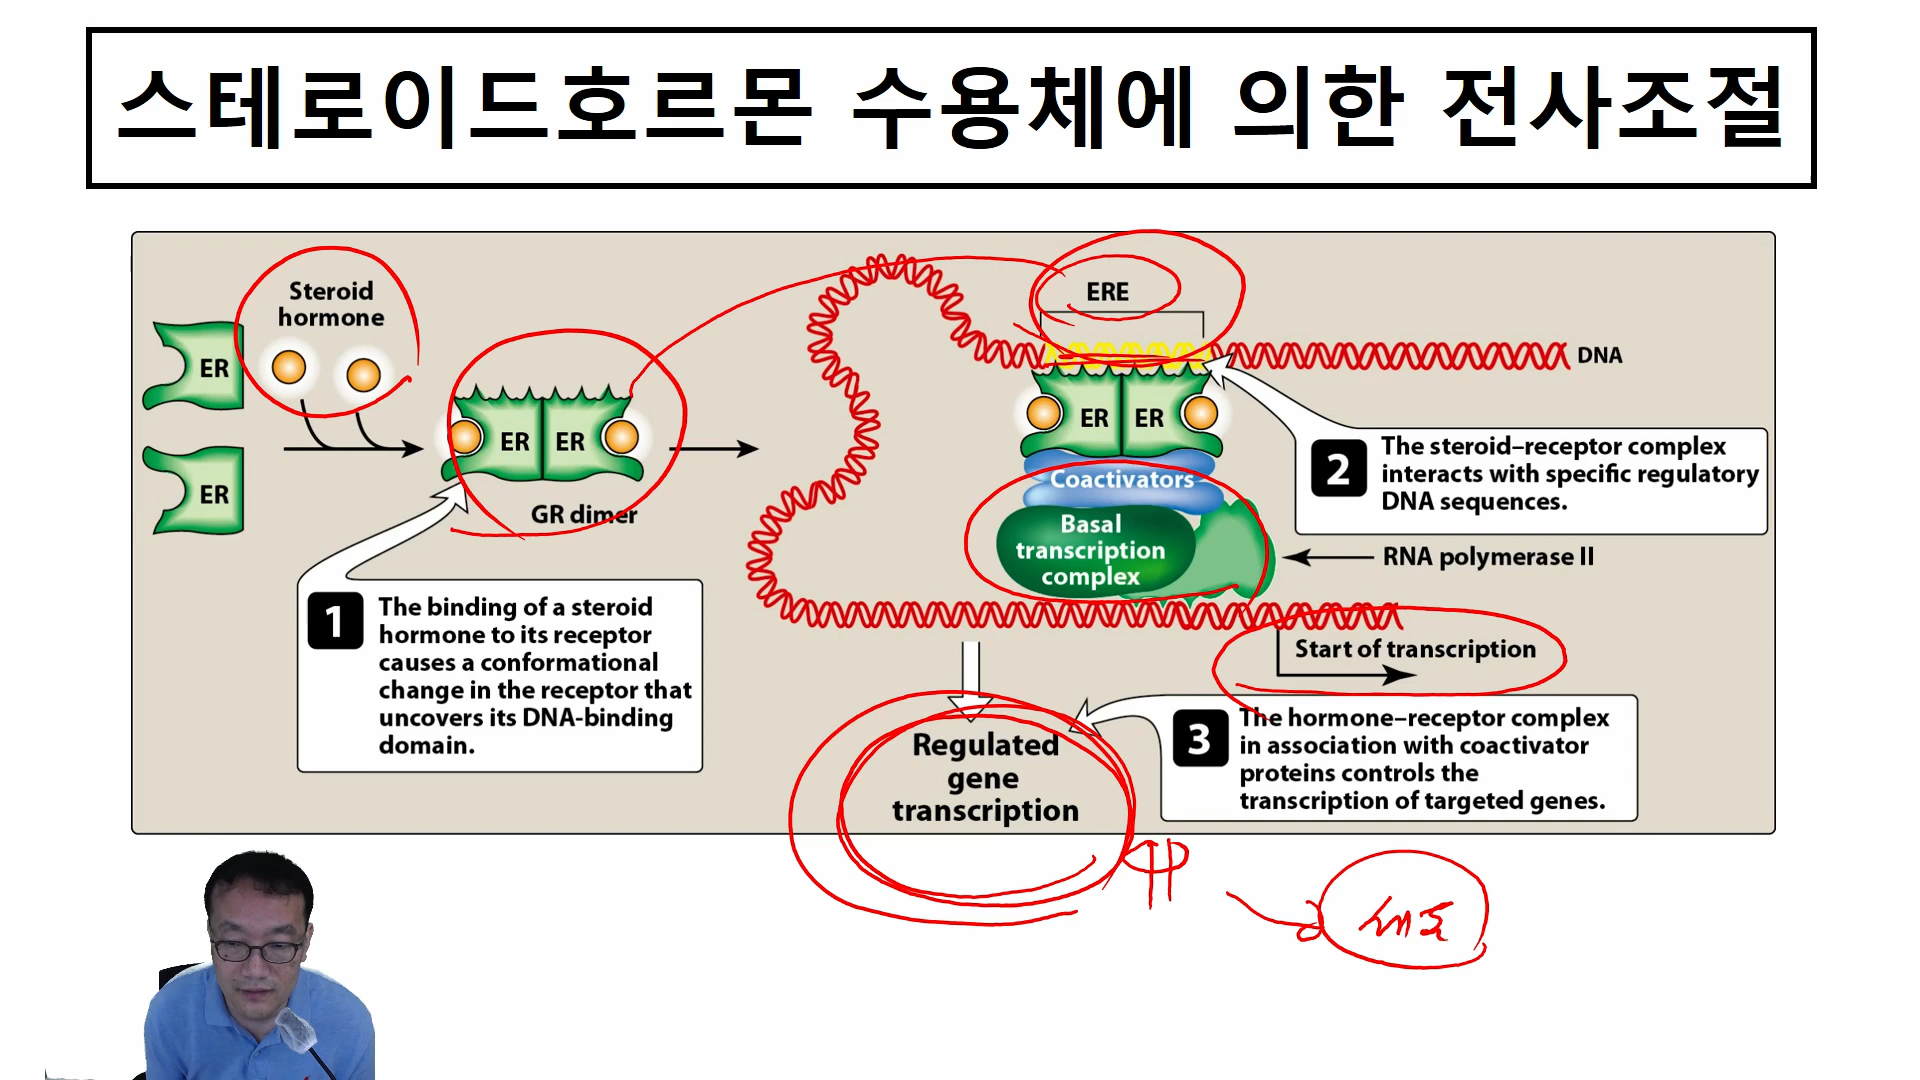 스테로이드호르몬 수용체에 의한 전사조절
Steroid
hormone
ER
ER
ER
ER
GR dimer
1
The binding of a steroid
hormone to its receptor
causes a conformational
change in the receptor that
uncovers its DNA-binding
domain.
ERE
DNA
ER
ER
Coactivators
Basal
transcription
complex
2
The steroid–receptor complex
interacts with specific regulatory
DNA sequences.
RNA polymerase II
Start of transcription
Regulated
gene
transcription
3
The hormone–receptor complex
in association with coactivator
proteins controls the
transcription of targeted genes.